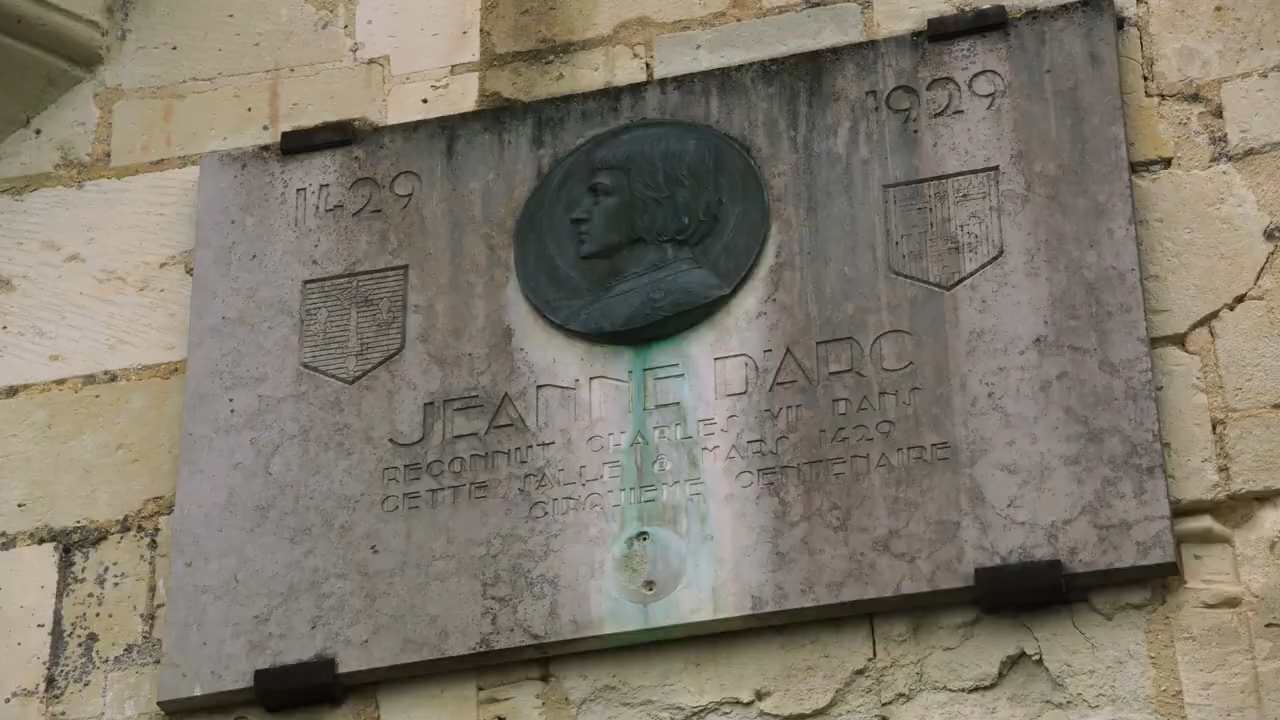 1429
1929
JEANNE D'ARC
RECONNUT CHARLES VII DANS
CETTE SALLE 8 MARS 1429
CINQUIEME CENTENAIRE